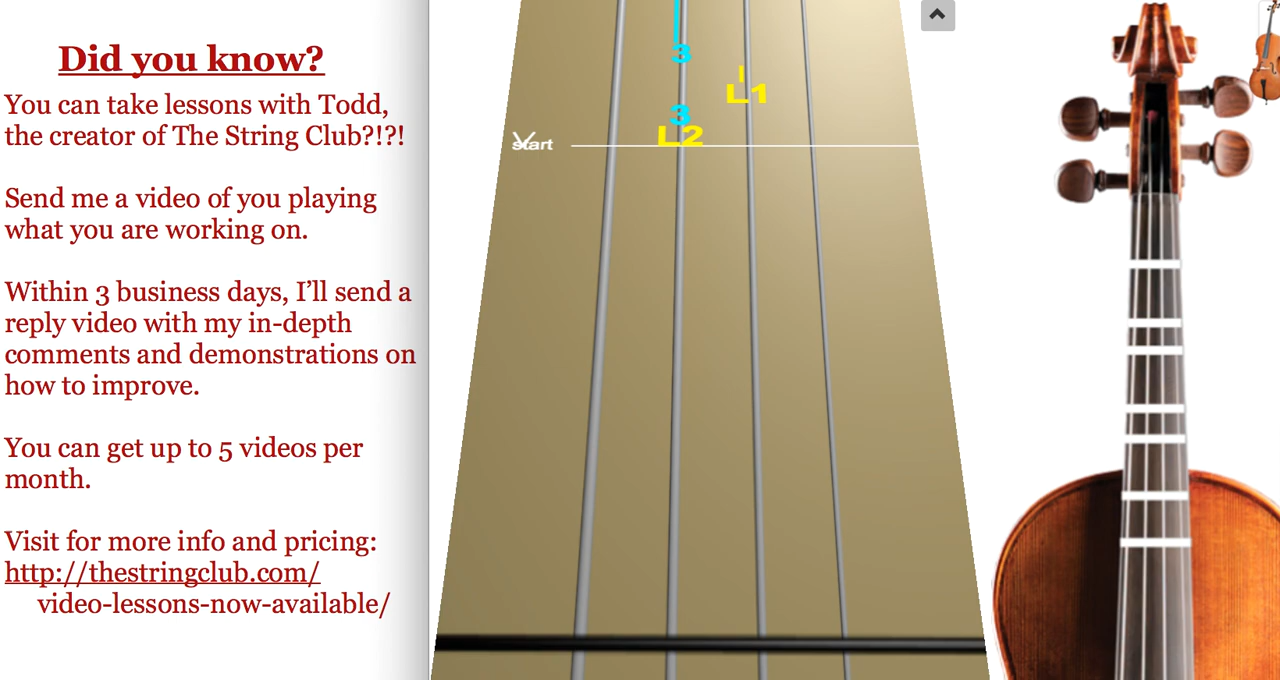 Did you know?
You can take lessons with Todd,
the creator of The String Club?!?!
Send me a video of you playing
what you are working on.
Within 3 business days, I'll send a
reply video with my in-depth
comments and demonstrations on
how to improve.
You can get up to 5 videos per
month.
Visit for more info and pricing:
http://thestringclub.com/
video-lessons-now-available/
3
L1
3
L2
start